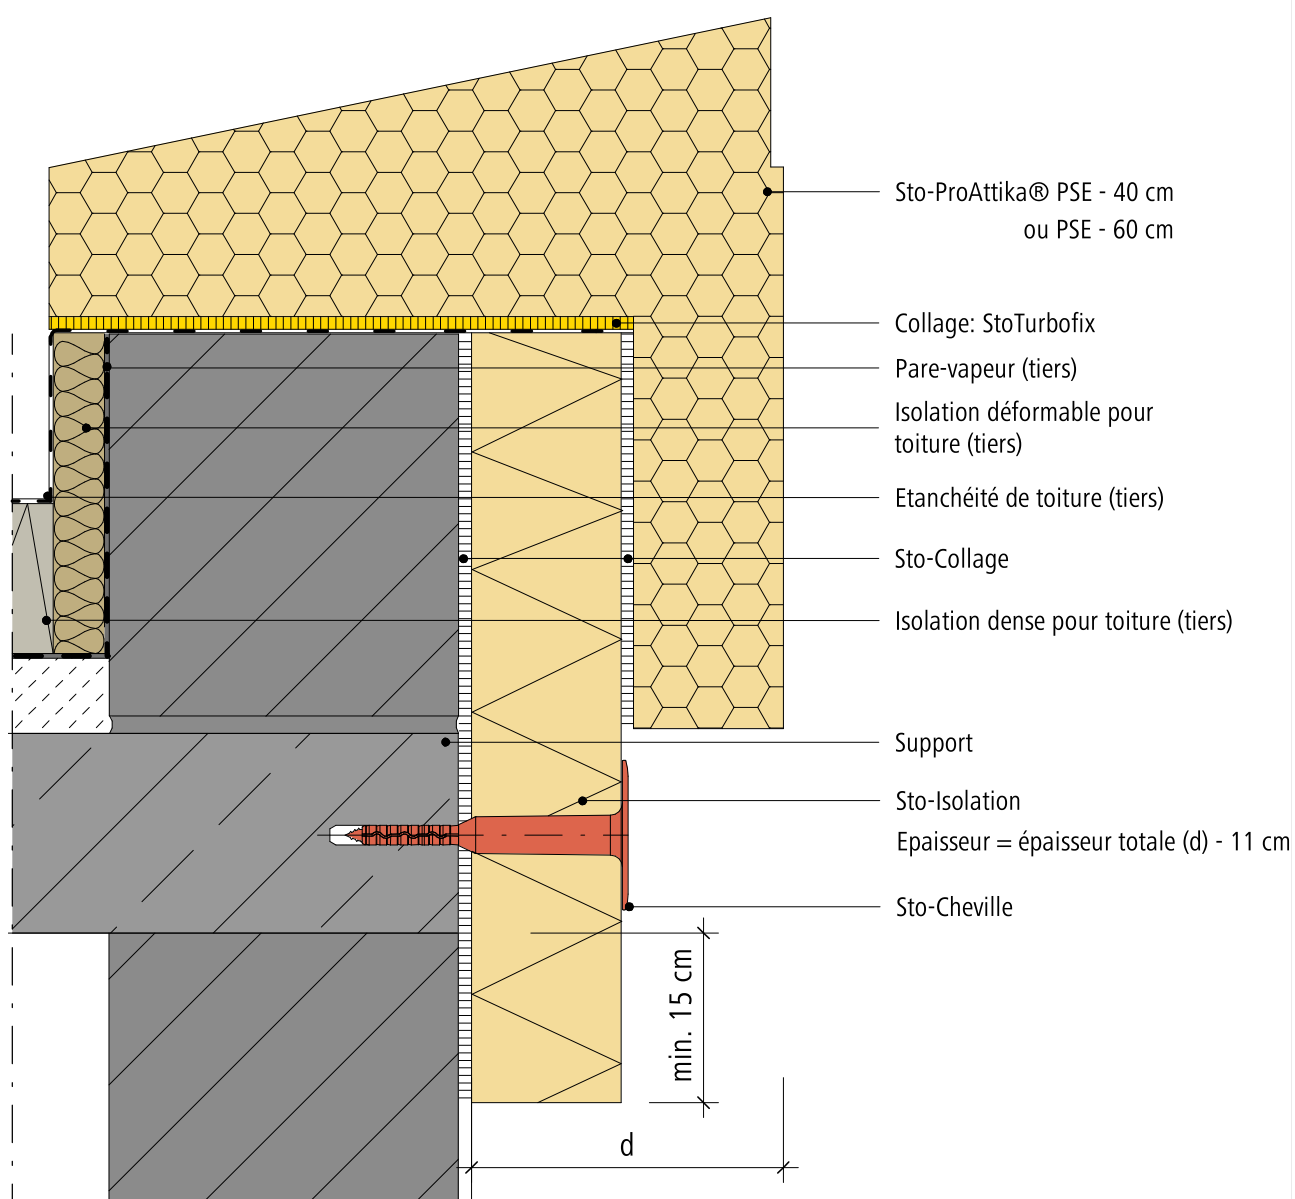 Sto-ProAttika® PSE - 40 cm
ou PSE - 60 cm
Collage: StoTurbofix
Pare-vapeur (tiers)
Isolation déformable pour
toiture (tiers)
Etanchéité de toiture (tiers)
Sto-Collage
Isolation dense pour toiture (tiers)
Support
Sto-Isolation
Epaisseur = épaisseur totale (d) - 11 cm
Sto-Cheville
min. 15 cm
d